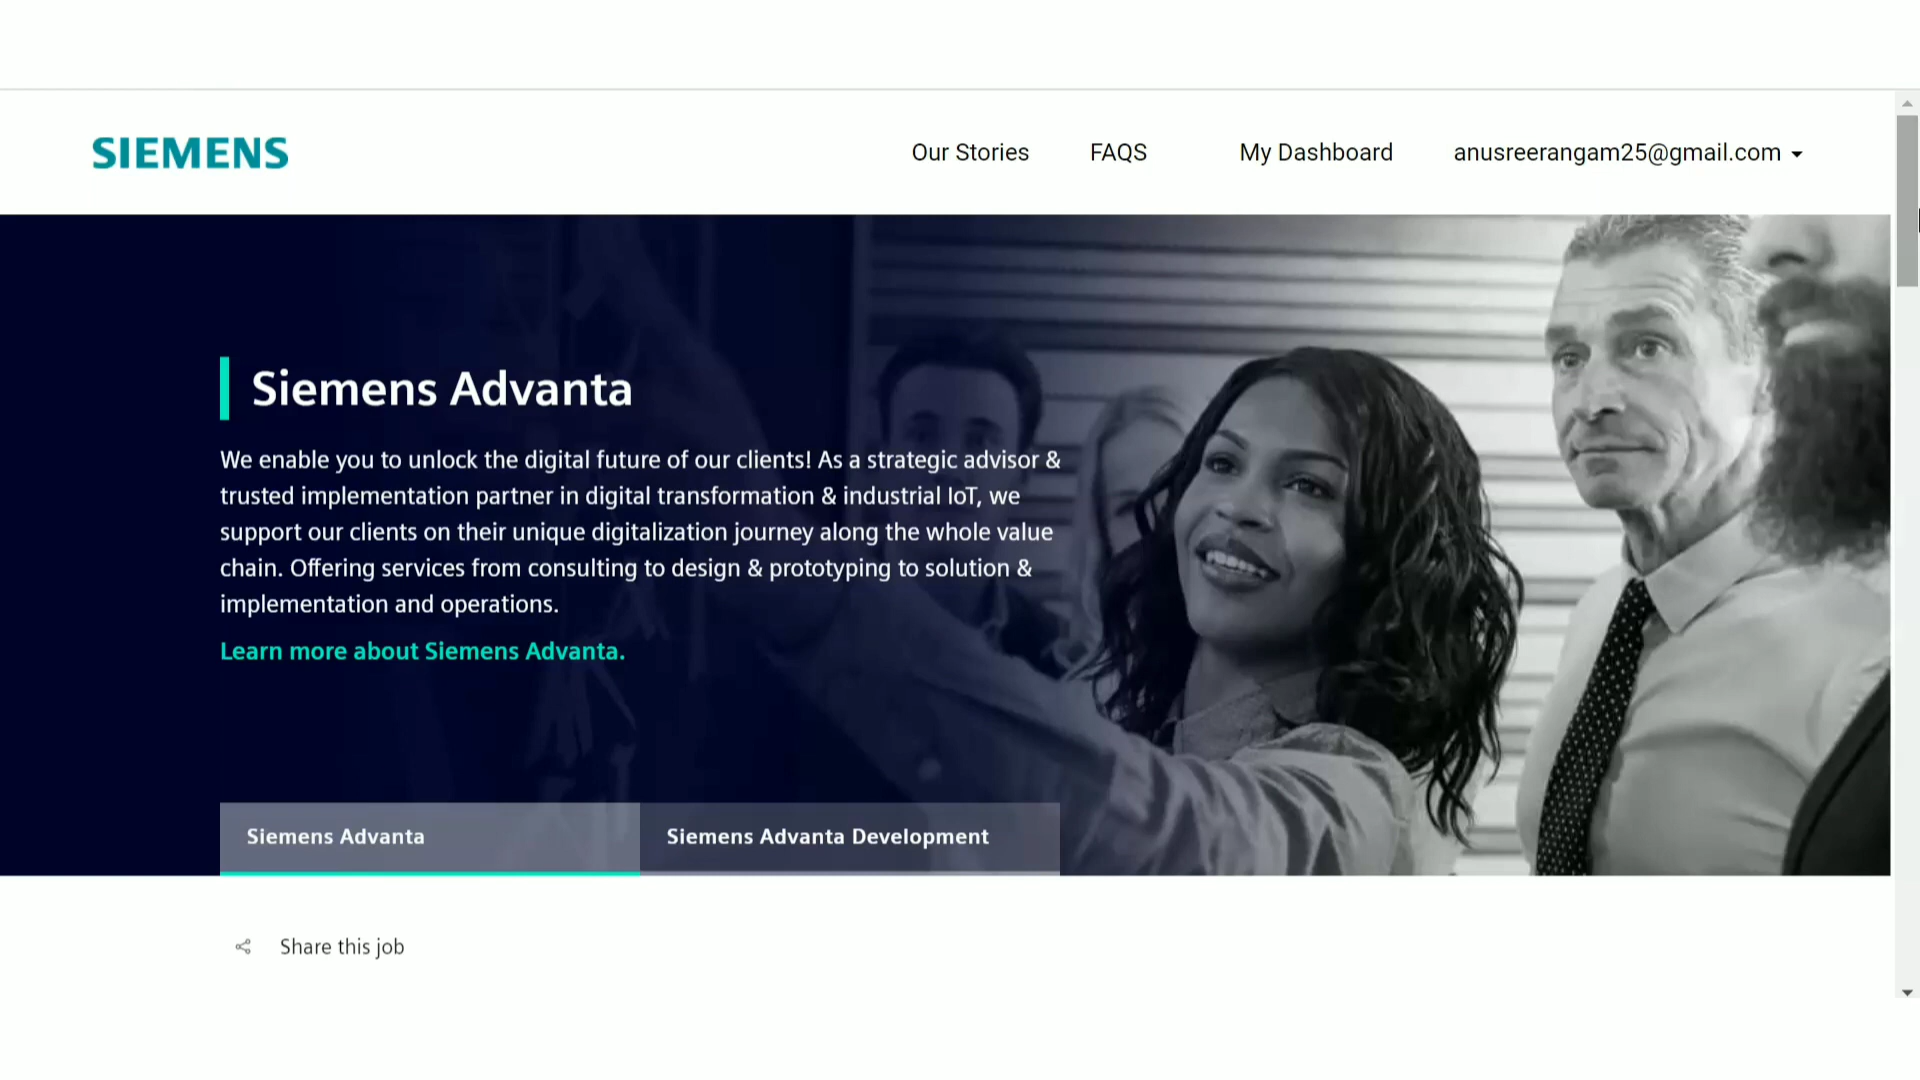 SIEMENS
Our Stories
FAQS
My Dashboard
anusreerangam25@gmail.com
Siemens Advanta
We enable you to unlock the digital future of our clients! As a strategic advisor &
trusted implementation partner in digital transformation & industrial IoT, we
support our clients on their unique digitalization journey along the whole value
chain. Offering services from consulting to design & prototyping to solution &
implementation and operations.
Learn more about Siemens Advanta.
Siemens Advanta
Siemens Advanta Development
Share this job